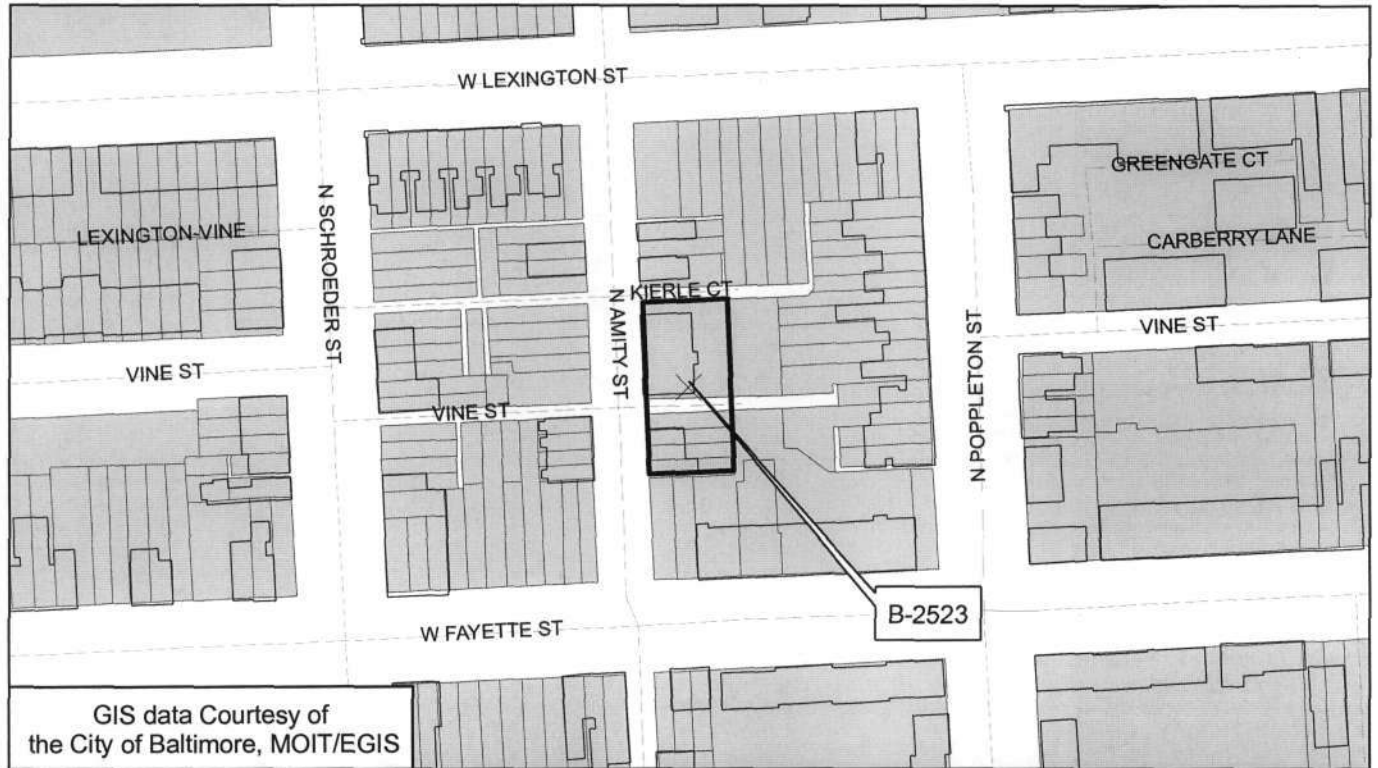 W LEXINGTON ST
GREENGATE CT
N SCHROEDER ST
LEXINGTON-VINE
CARBERRY LANE
KIERLE CT
N AMITY ST
N POPPLETON ST
VINE ST
VINE ST
VINE ST
B-2523
W FAYETTE ST
GIS data Courtesy of
the City of Baltimore, MOIT/EGIS